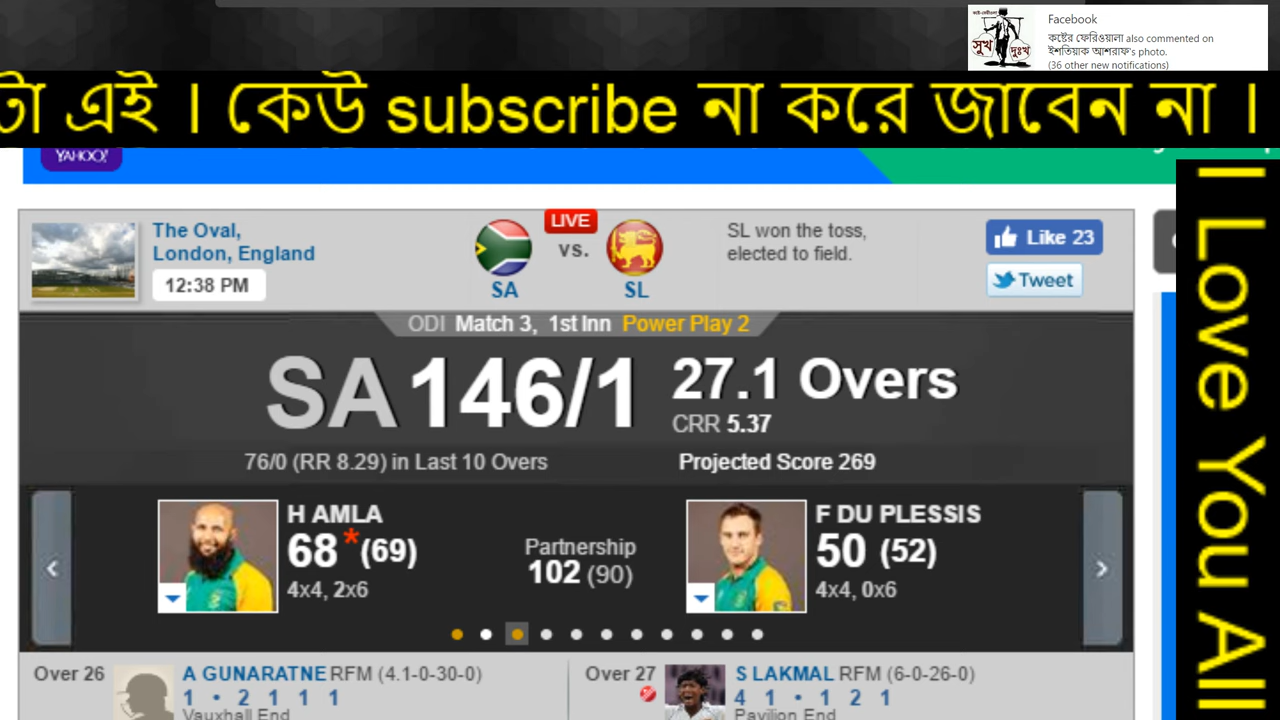 Facebook
কষ্টের ফেরিওয়ালা also commented on
ইশতিয়াক আশরাফ's photo.
(36 other new notifications)
সুখ
দুঃখ
টা এই । কেউ subscribe না করে জাবেন না ।
YAHOO!
The Oval,
London, England
12:38 PM
LIVE
vs.
SA
SL
SL won the toss,
elected to field.
Like 23
Tweet
ODI Match 3, 1st Inn Power Play 2
SA 146/1
27.1 Overs
CRR 5.37
76/0 (RR 8.29) in Last 10 Overs
Projected Score 269
H AMLA
68*(69)
4x4, 2x6
Partnership
102 (90)
F DU PLESSIS
50 (52)
4x4, 0x6
Over 26
A GUNARATNE RFM (4.1-0-30-0)
1 • 2 1 1 1
Vauxhall End
Over 27
S LAKMAL RFM (6-0-26-0)
4 1 • 1 2 1
Pavilion End
I Love You All